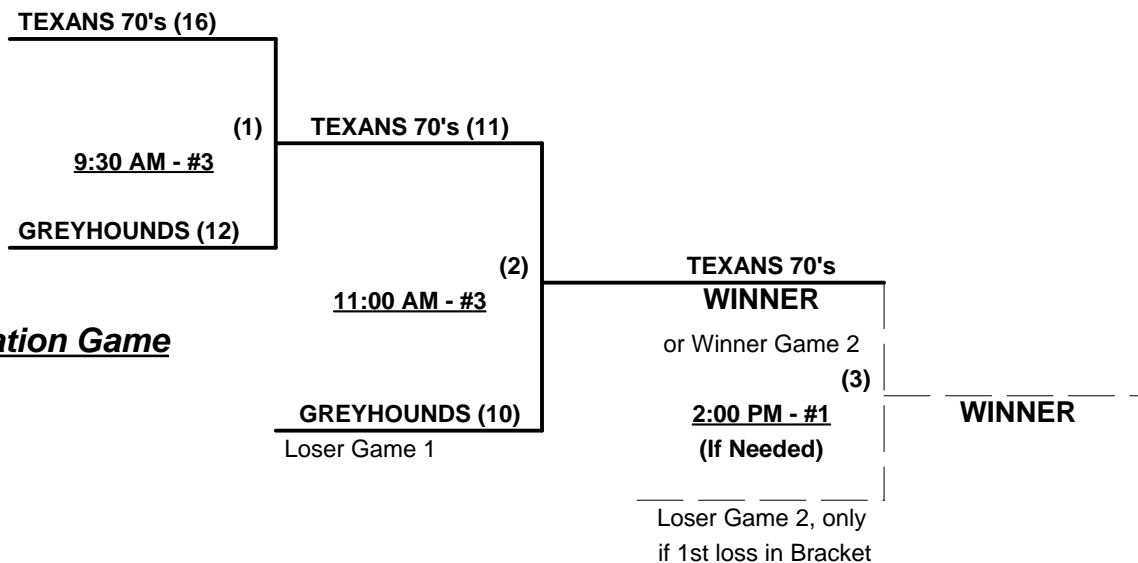 TEXANS 70's (16)
(1)
TEXANS 70's (11)
9:30 AM - #3
GREYHOUNDS (12)
(2)
TEXANS 70's
11:00 AM - #3
WINNER
Game
or Winner Game 2
(3)
GREYHOUNDS (10)
2:00 PM - #1
WINNER
Loser Game 1
(If Needed)
Loser Game 2, only
if 1st loss in Bracket